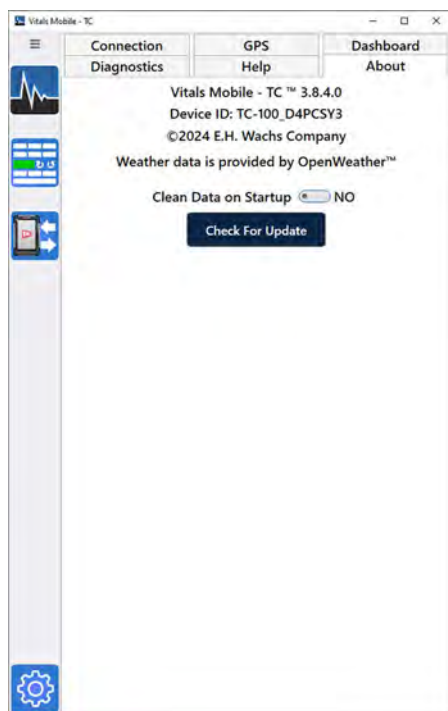 Vitals Mobile - TC
Connection
GPS
Dashboard
Diagnostics
Help
About
Vitals Mobile - TC ™ 3.8.4.0
Device ID: TC-100_D4PCSY3
©2024 E.H. Wachs Company
Weather data is provided by OpenWeather™
Clean Data on Startup NO
Check For Update